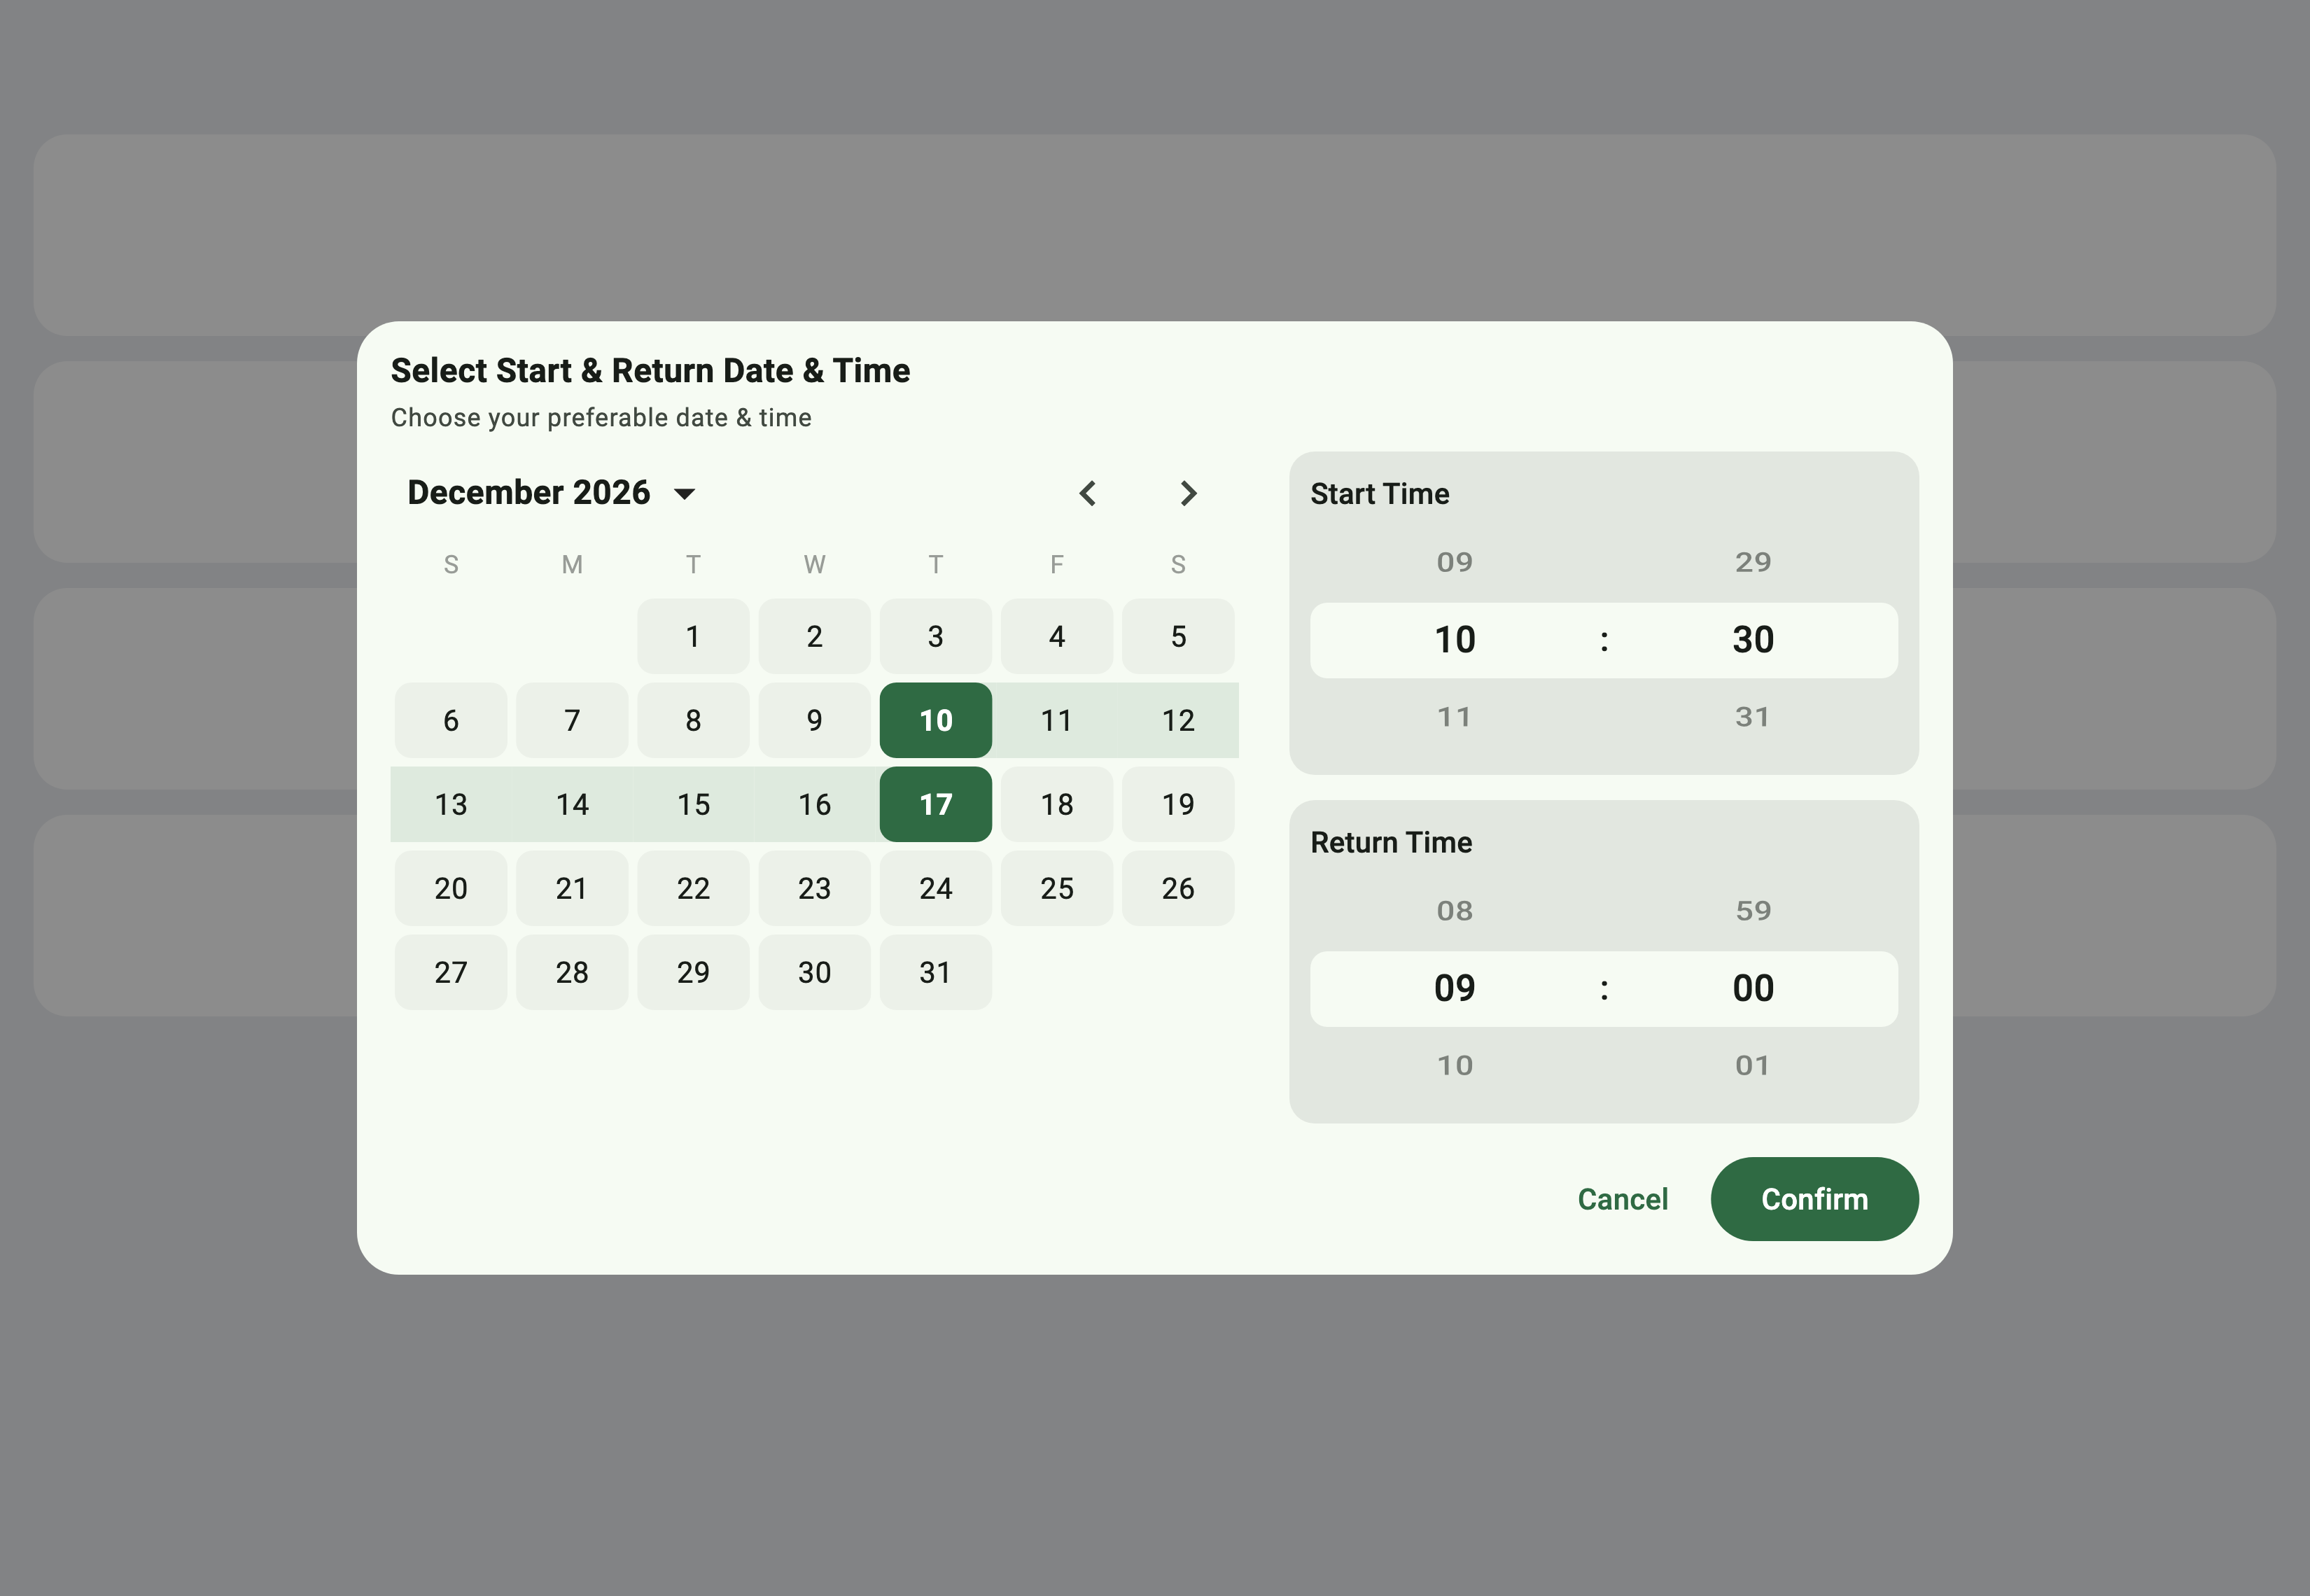 Select Start & Return Date & Time
Choose your preferable date & time
December 2026
S M T W T F S
1 2 3 4 5
6 7 8 9 10 11 12
13 14 15 16 17 18 19
20 21 22 23 24 25 26
27 28 29 30 31
Start Time
09 29
10 : 30
11 31
Return Time
08 59
09 : 00
10 01
Cancel Confirm